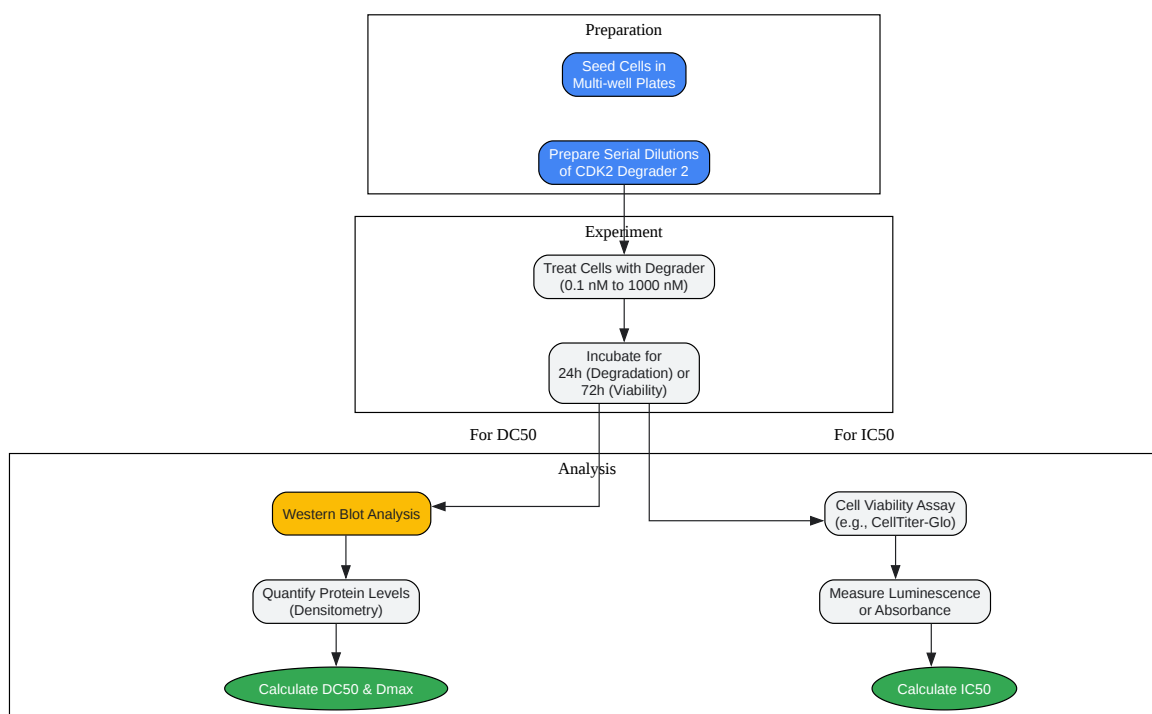 Preparation
Seed Cells in
Multi-well Plates
Prepare Serial Dilutions
of CDK2 Degrader 2
Experiment
Treat Cells with Degrader
(0.1 nM to 1000 nM)
Incubate for
24h (Degradation) or
72h (Viability)
For DC50
For IC50
Analysis
Western Blot Analysis
Cell Viability Assay
(e.g., CellTiter-Glo)
Quantify Protein Levels
(Densitometry)
Measure Luminescence
or Absorbance
Calculate DC50 & Dmax
Calculate IC50